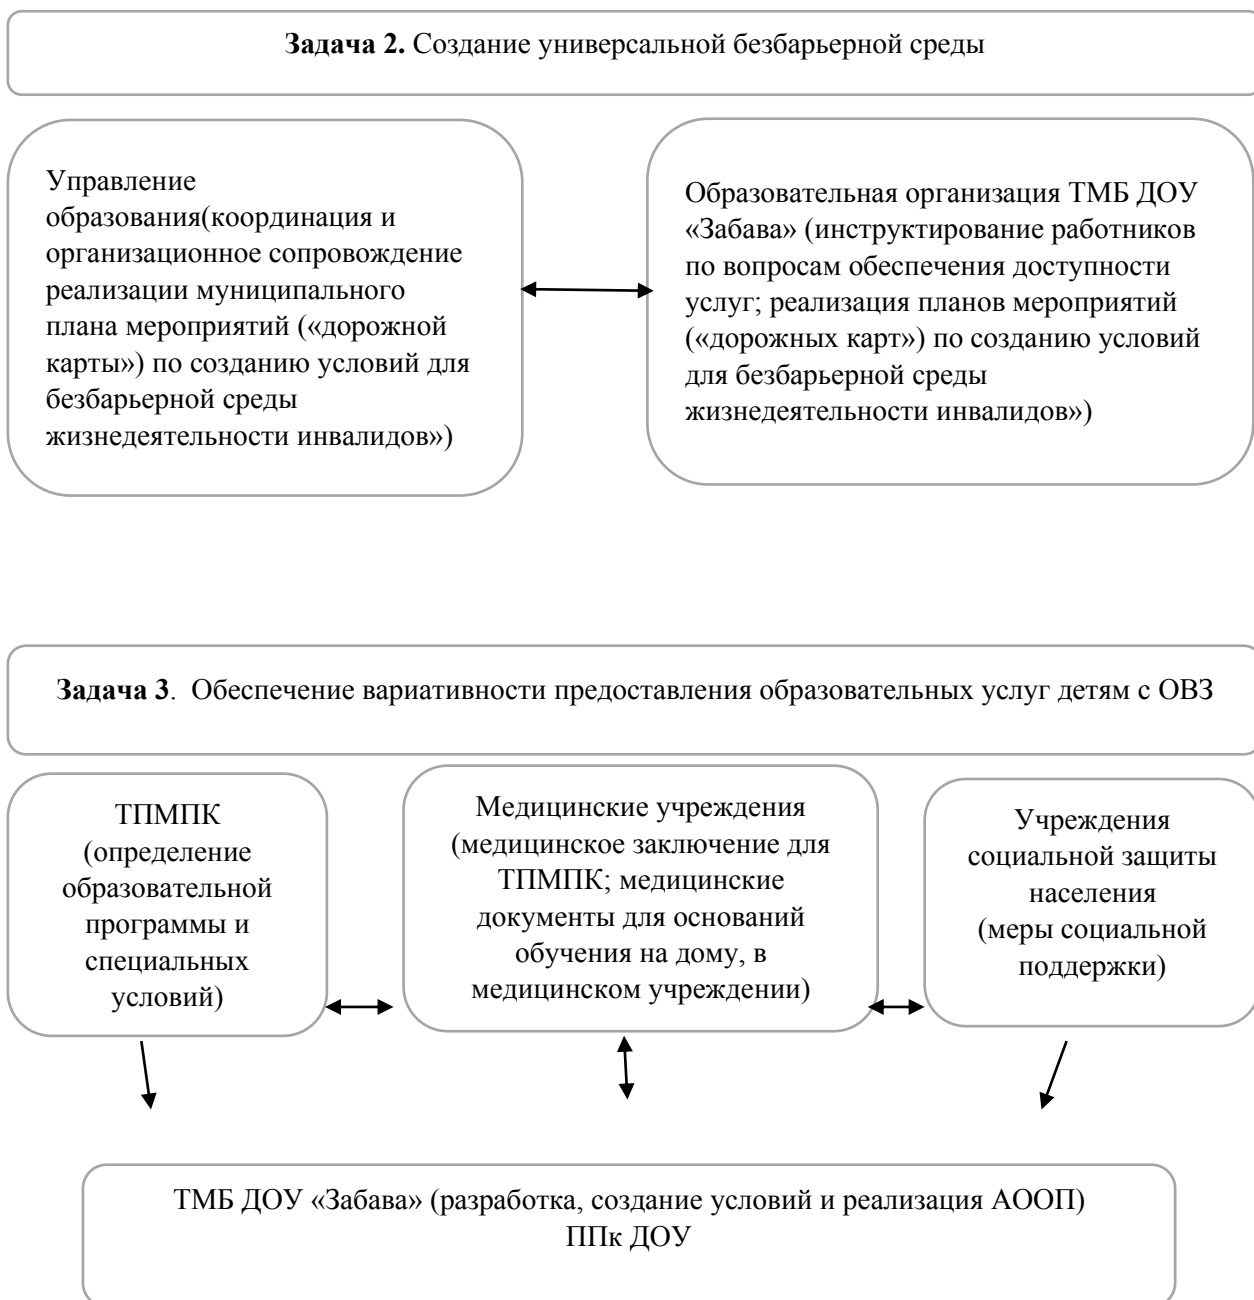 Задача 2. Создание универсальной безбарьерной среды
Управление
образования(координация и
организационное сопровождение
реализации муниципального
плана мероприятий («дорожной
карты») по созданию условий для
безбарьерной среды
жизнедеятельности инвалидов»)
Образовательная организация ТМБ ДОУ
«Забава» (инструктирование работников
по вопросам обеспечения доступности
услуг; реализация планов мероприятий
(«дорожных карт») по созданию условий
для безбарьерной среды
жизнедеятельности инвалидов»)
Задача 3.  Обеспечение вариативности предоставления образовательных услуг детям с ОВЗ
ТПМПК
(определение
образовательной
программы и
специальных
условий)
Медицинские учреждения
(медицинское заключение для
ТПМПК; медицинские
документы для оснований
обучения на дому, в
медицинском учреждении)
Учреждения
социальной защиты
населения
(меры социальной
поддержки)
ТМБ ДОУ «Забава» (разработка, создание условий и реализация АООП)
ППк ДОУ